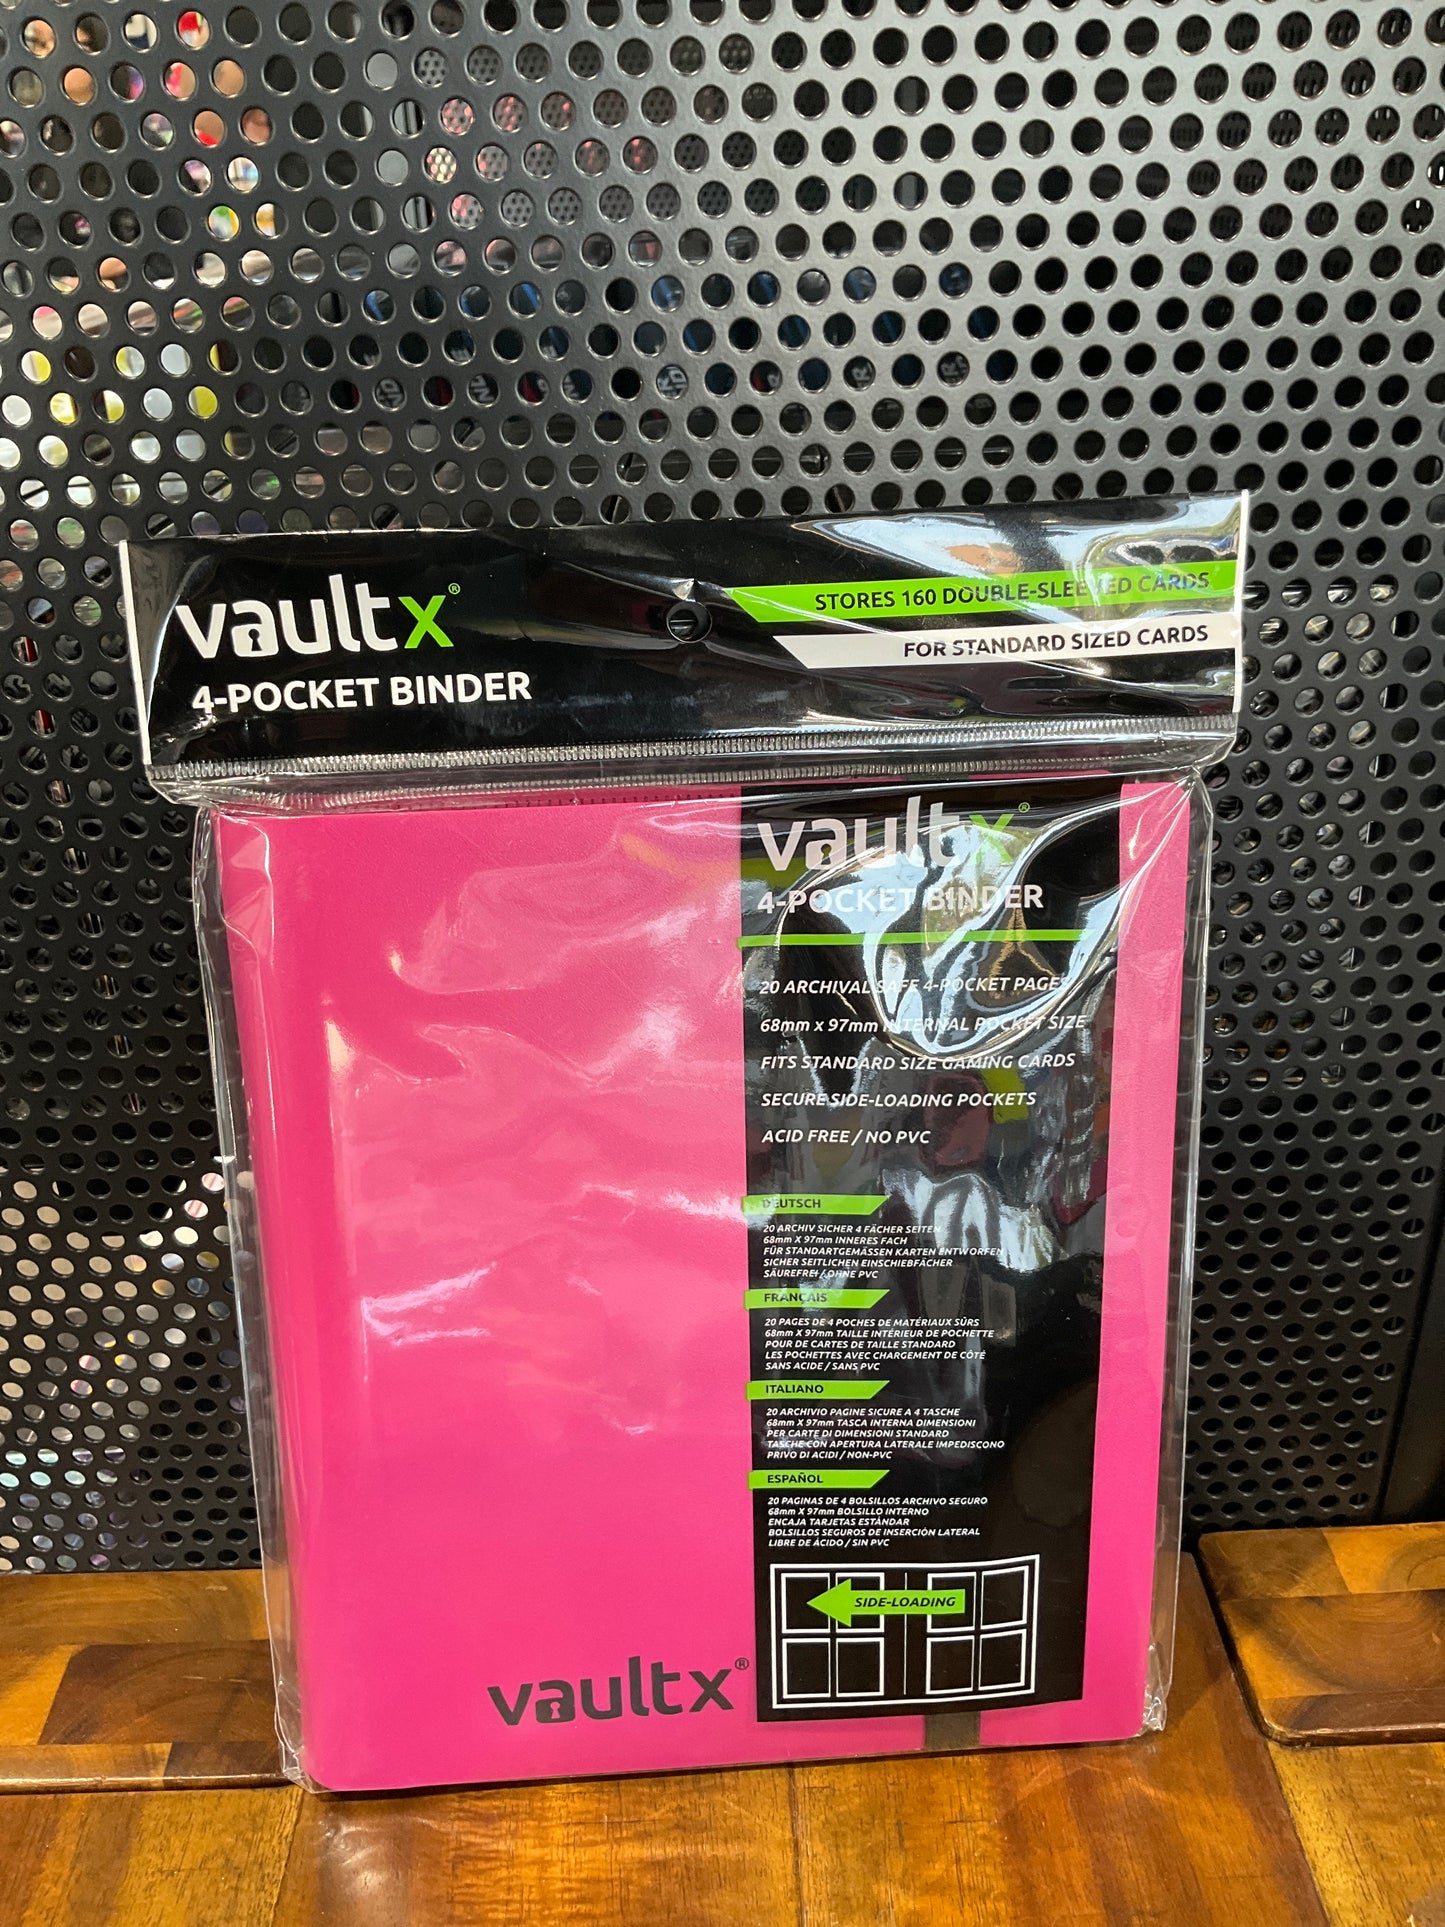 vaultx®
4-POCKET BINDER
STORES 160 DOUBLE-SLEEVED CARDS
FOR STANDARD SIZED CARDS
vaultx®
4-POCKET BINDER
20 ARCHIVAL SAFE 4-POCKET PAGES
68mm x 97mm INTERNAL POCKET SIZE
FITS STANDARD SIZE GAMING CARDS
SECURE SIDE-LOADING POCKETS
ACID FREE / NO PVC
DEUTSCH
20 ARCHIV SICHER 4 FÄCHER SEITEN
68mm X 97mm INNERES FACH
FÜR STANDARTGEMÄSSEN KARTEN ENTWORFEN
SICHER SEITLICHEN EINSCHIEBFÄCHER
SÄUREFREI / OHNE PVC
FRANÇAIS
20 PAGES DE 4 POCHES DE MATÉRIAUX SÛRS
68mm X 97mm TAILLE INTÉRIEUR DE POCHETTE
POUR DE CARTES DE TAILLE STANDARD
LES POCHETTES AVEC CHARGEMENT DE CÔTÉ
SANS ACIDE / SANS PVC
ITALIANO
20 ARCHIVIO PAGINE SICURE A 4 TASCHE
68mm X 97mm TASCA INTERNA DIMENSIONI
PER CARTE DI DIMENSIONI STANDARD
TASCHE CON APERTURA LATERALE IMPEDISCONO
PRIVO DI ACIDI / NON-PVC
ESPAÑOL
20 PAGINAS DE 4 BOLSILLOS ARCHIVO SEGURO
68mm X 97mm BOLSILLO INTERNO
ENCAJA TARJETAS ESTÁNDAR
BOLSILLOS SEGUROS DE INSERCIÓN LATERAL
LIBRE DE ÁCIDO / SIN PVC
SIDE-LOADING
vaultx®